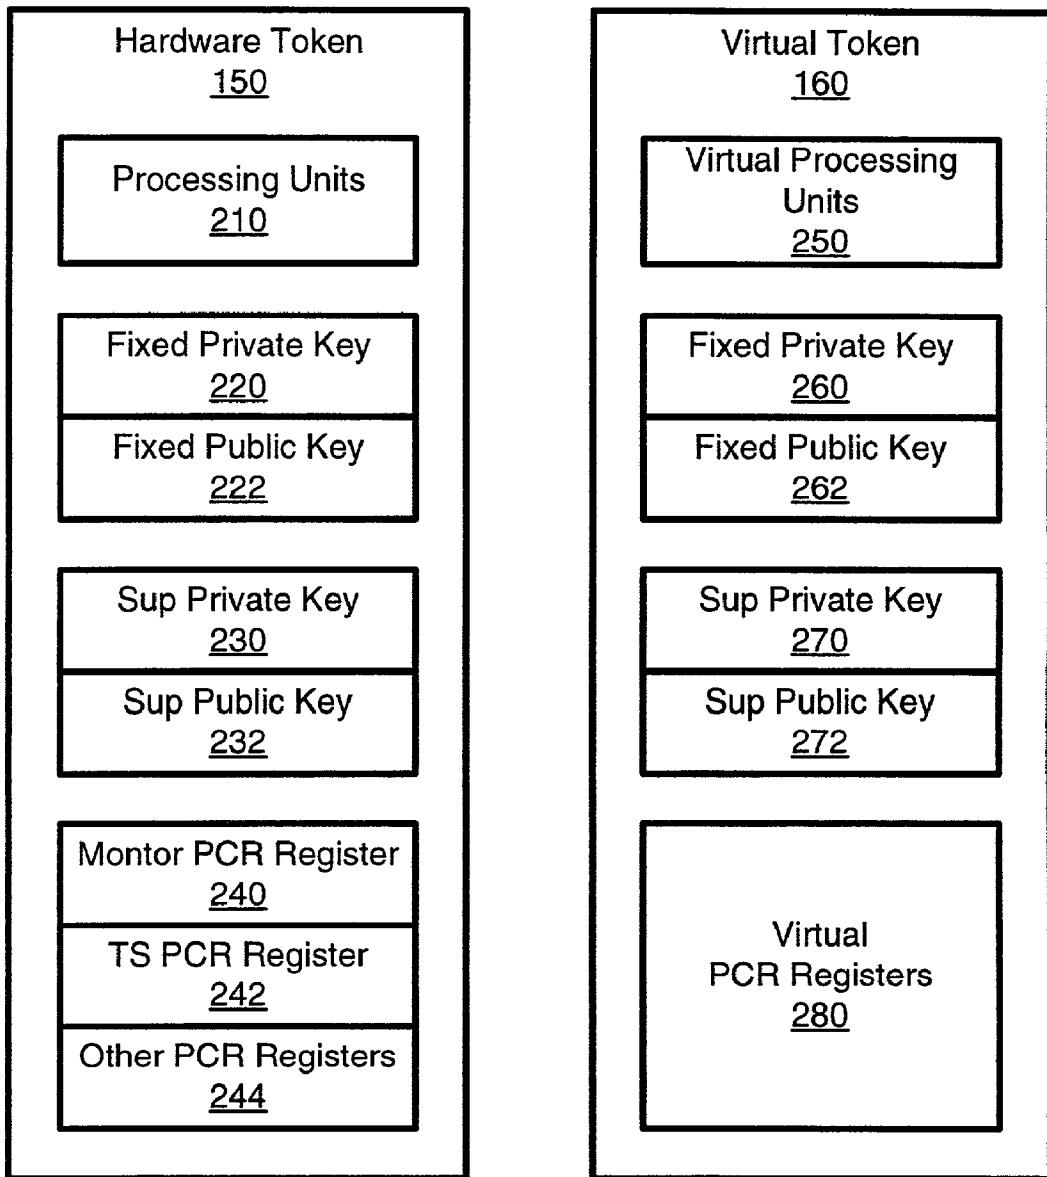 Hardware Token
150
Processing Units
210
Fixed Private Key
220
Fixed Public Key
222
Sup Private Key
230
Sup Public Key
232
Montor PCR Register
240
TS PCR Register
242
Other PCR Registers
244
Virtual Token
160
Virtual Processing
Units
250
Fixed Private Key
260
Fixed Public Key
262
Sup Private Key
270
Sup Public Key
272
Virtual
PCR Registers
280